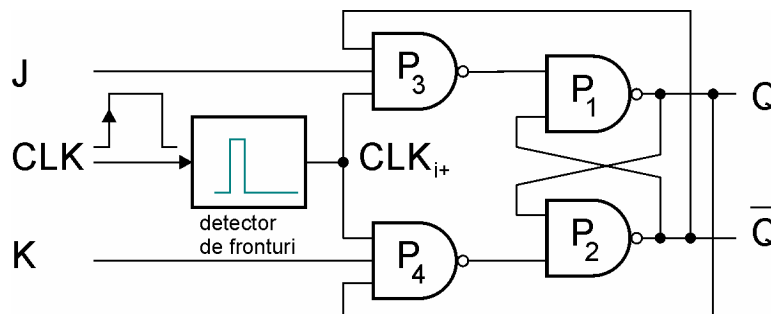 J
P3
P1
Q
CLK
CLKi+
detector
de fronturi
K
P4
P2
Q̅